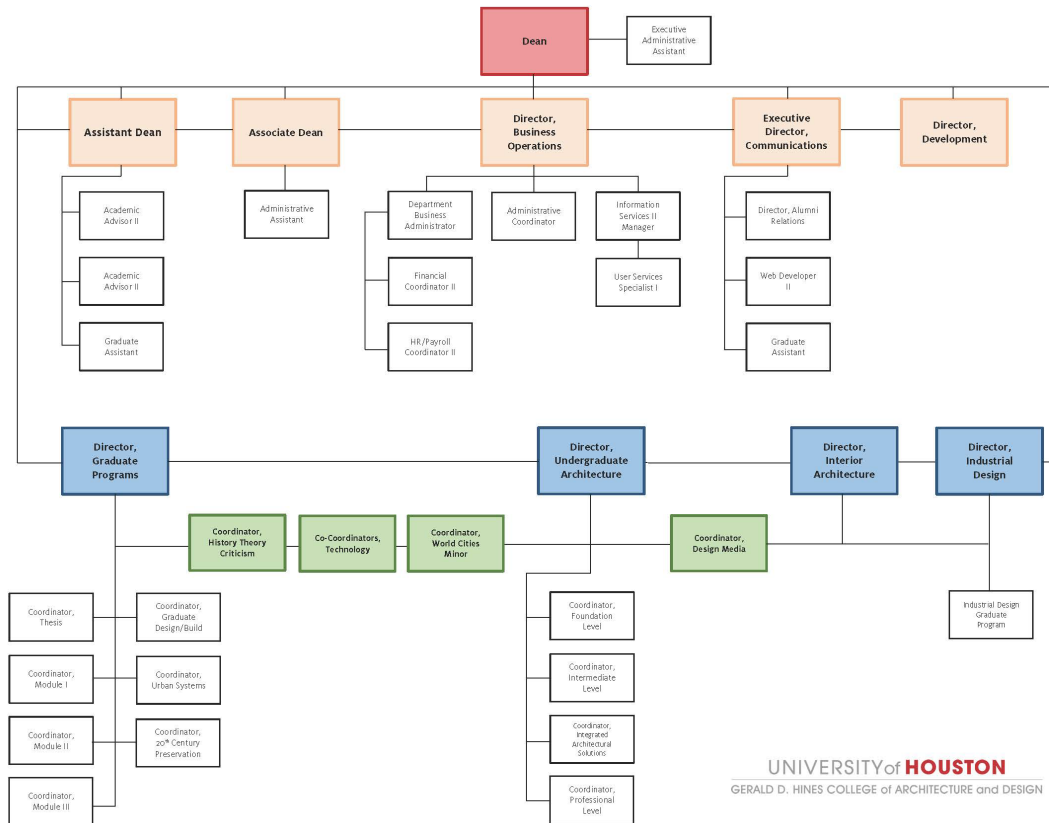 Dean
Executive
Administrative
Assistant
Assistant Dean
Associate Dean
Director,
Business
Operations
Executive
Director,
Communications
Director,
Development
Academic
Advisor II
Administrative
Assistant
Department
Business
Administrator
Administrative
Coordinator
Information
Services II
Manager
Director, Alumni
Relations
Academic
Advisor II
Financial
Coordinator II
User Services
Specialist I
Web Developer
II
Graduate
Assistant
HR/Payroll
Coordinator II
Graduate
Assistant
Director,
Graduate
Programs
Director,
Undergraduate
Architecture
Director,
Interior
Architecture
Director,
Industrial
Design
Coordinator,
History Theory
Criticism
Co-Coordinators,
Technology
Coordinator,
World Cities
Minor
Coordinator,
Design Media
Coordinator,
Thesis
Coordinator,
Graduate
Design/Build
Coordinator,
Foundation
Level
Industrial Design
Graduate
Program
Coordinator,
Module I
Coordinator,
Urban Systems
Coordinator,
Intermediate
Level
Coordinator,
Module II
Coordinator,
20th Century
Preservation
Coordinator,
Integrated
Architectural
Solutions
Coordinator,
Module III
Coordinator,
Professional
Level
UNIVERSITY of HOUSTON
GERALD D. HINES COLLEGE of ARCHITECTURE and DESIGN